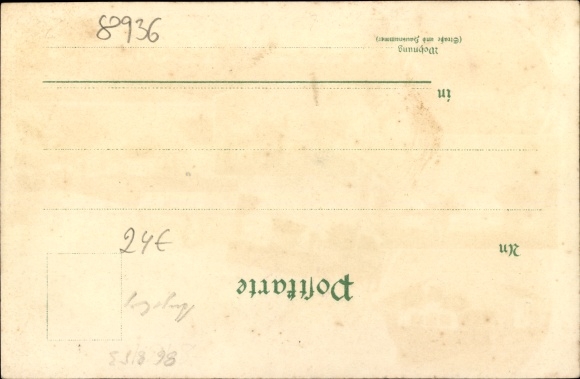 Postkarte
An
24€
in
Wohnung
(Straße und Hausnummer)
8936